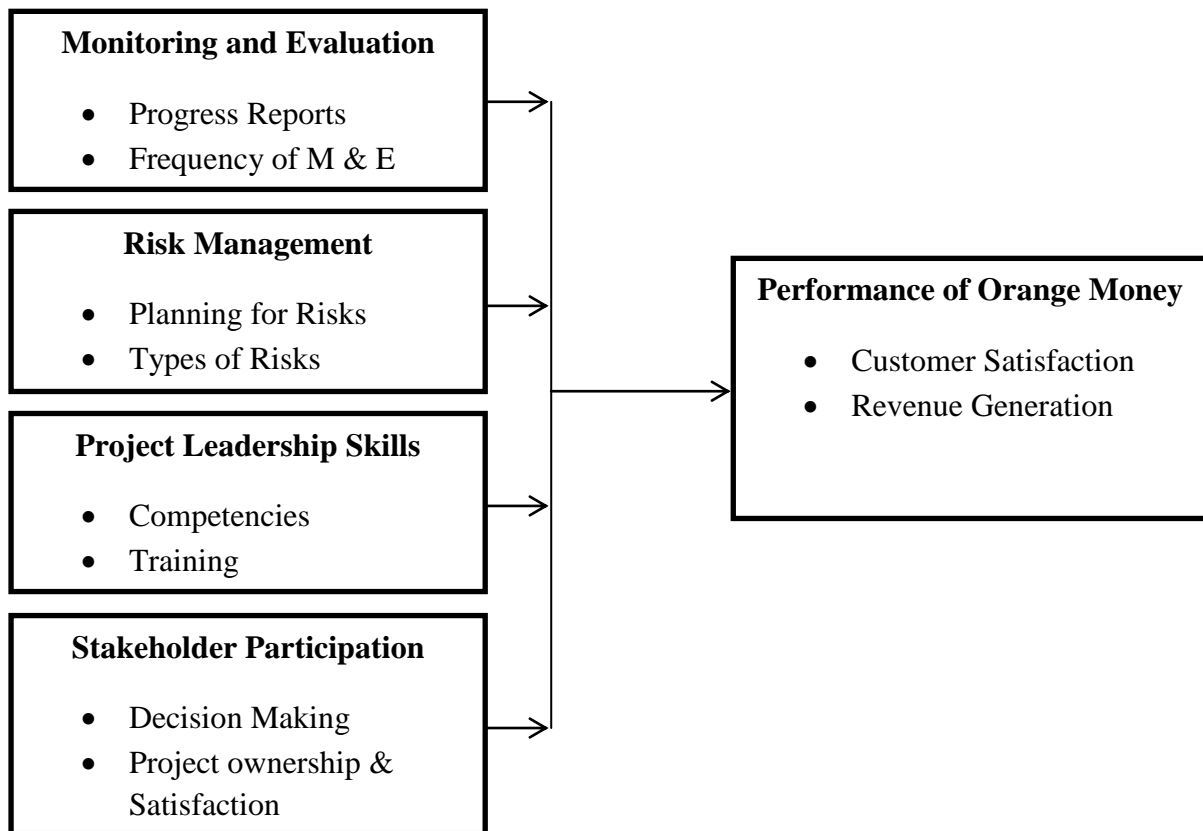 Monitoring and Evaluation
• Progress Reports
• Frequency of M & E
Risk Management
• Planning for Risks
• Types of Risks
Project Leadership Skills
• Competencies
• Training
Stakeholder Participation
• Decision Making
• Project ownership &
Satisfaction
Performance of Orange Money
• Customer Satisfaction
• Revenue Generation